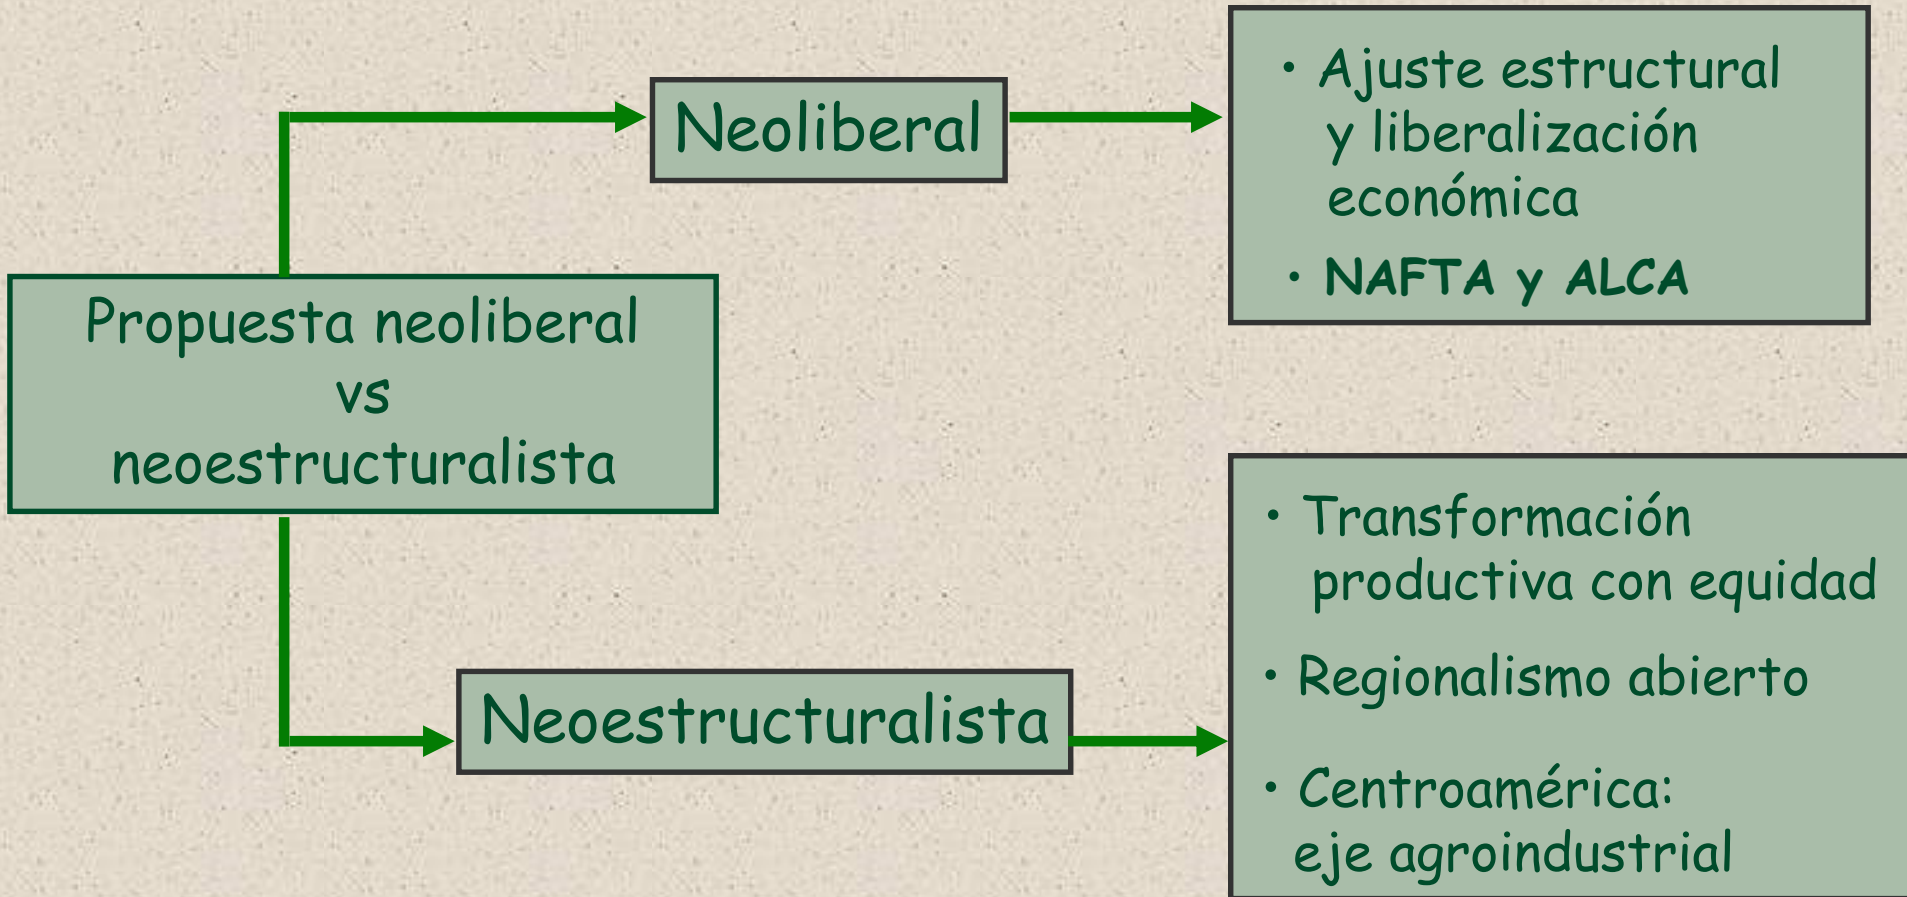 Propuesta neoliberal
vs
neoestructuralista
Neoliberal
• Ajuste estructural
y liberalización
económica
• NAFTA y ALCA
Neoestructuralista
• Transformación
productiva con equidad
• Regionalismo abierto
• Centroamérica:
eje agroindustrial